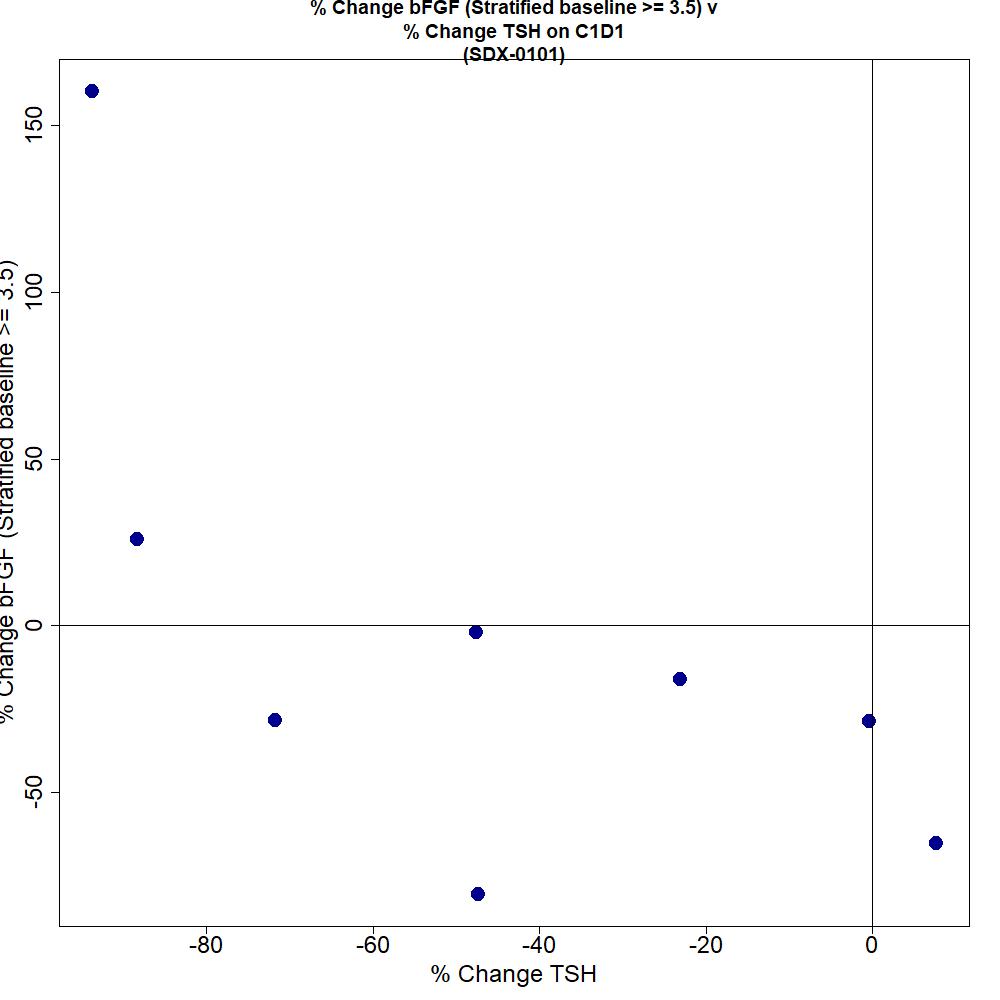 % Change bFGF (Stratified baseline >= 3.5) v
% Change TSH on C1D1
(SDX-0101)
% Change bFGF (Stratified baseline >= 3.5)
150
100
50
0
-50
-80
-60
-40
-20
0
% Change TSH